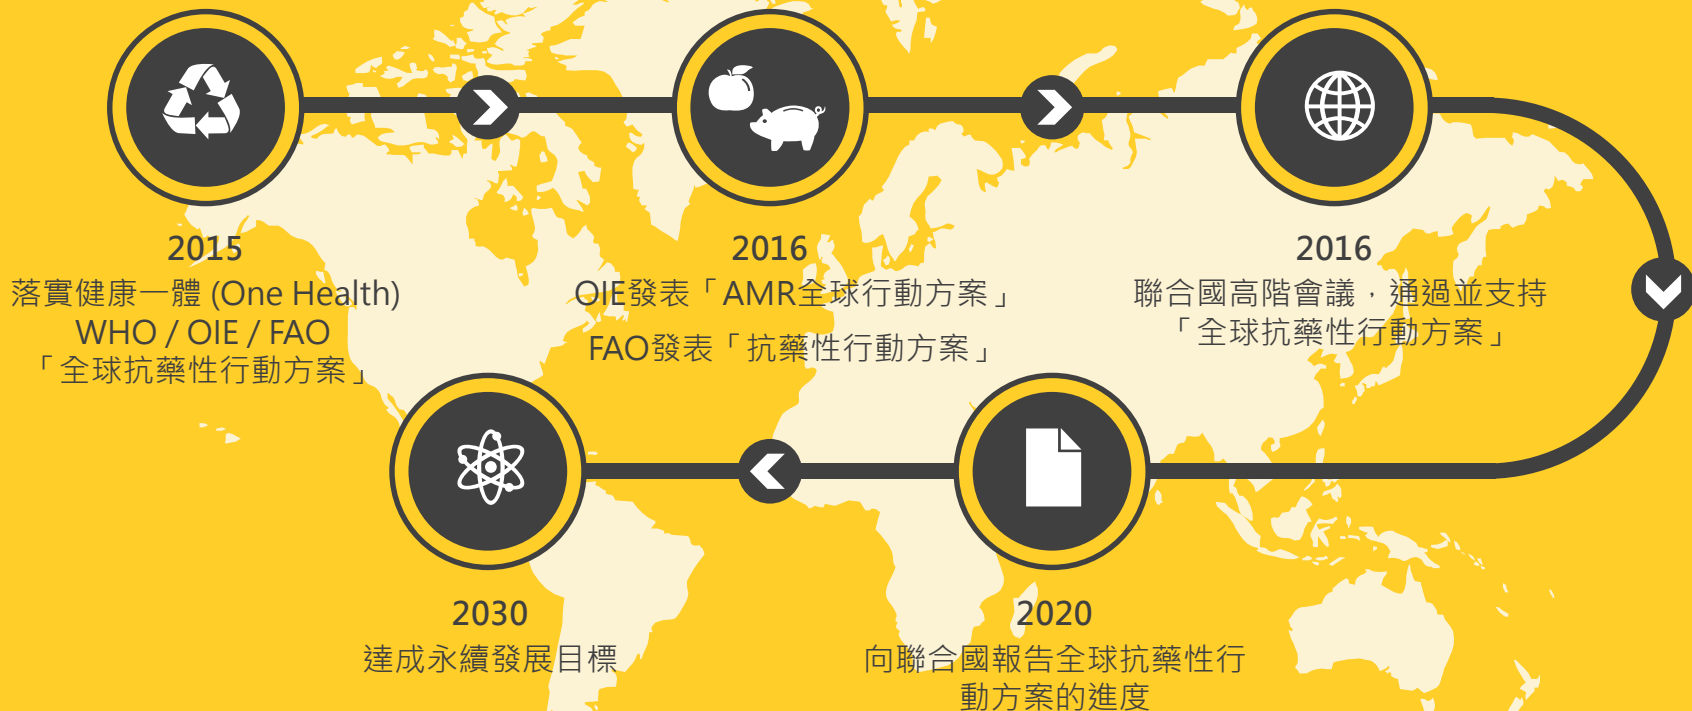 2015
落實健康一體 (One Health)
WHO / OIE / FAO
「全球抗藥性行動方案」
2016
OIE發表「AMR全球行動方案」
FAO發表「抗藥性行動方案」
2016
聯合國高階會議，通過並支持
「全球抗藥性行動方案」
2020
向聯合國報告全球抗藥性行
動方案的進度
2030
達成永續發展目標